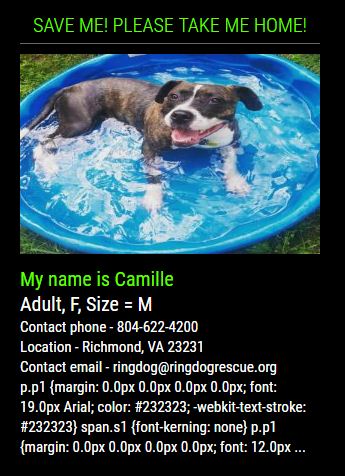 SAVE ME! PLEASE TAKE ME HOME!
My name is Camille
Adult, F, Size = M
Contact phone - 804-622-4200
Location - Richmond, VA 23231
Contact email - ringdog@ringdogrescue.org
p.p1 {margin: 0.0px 0.0px 0.0px 0.0px; font:
19.0px Arial; color: #232323; -webkit-text-stroke:
#232323} span.s1 {font-kerning: none} p.p1
{margin: 0.0px 0.0px 0.0px 0.0px; font: 12.0px ...